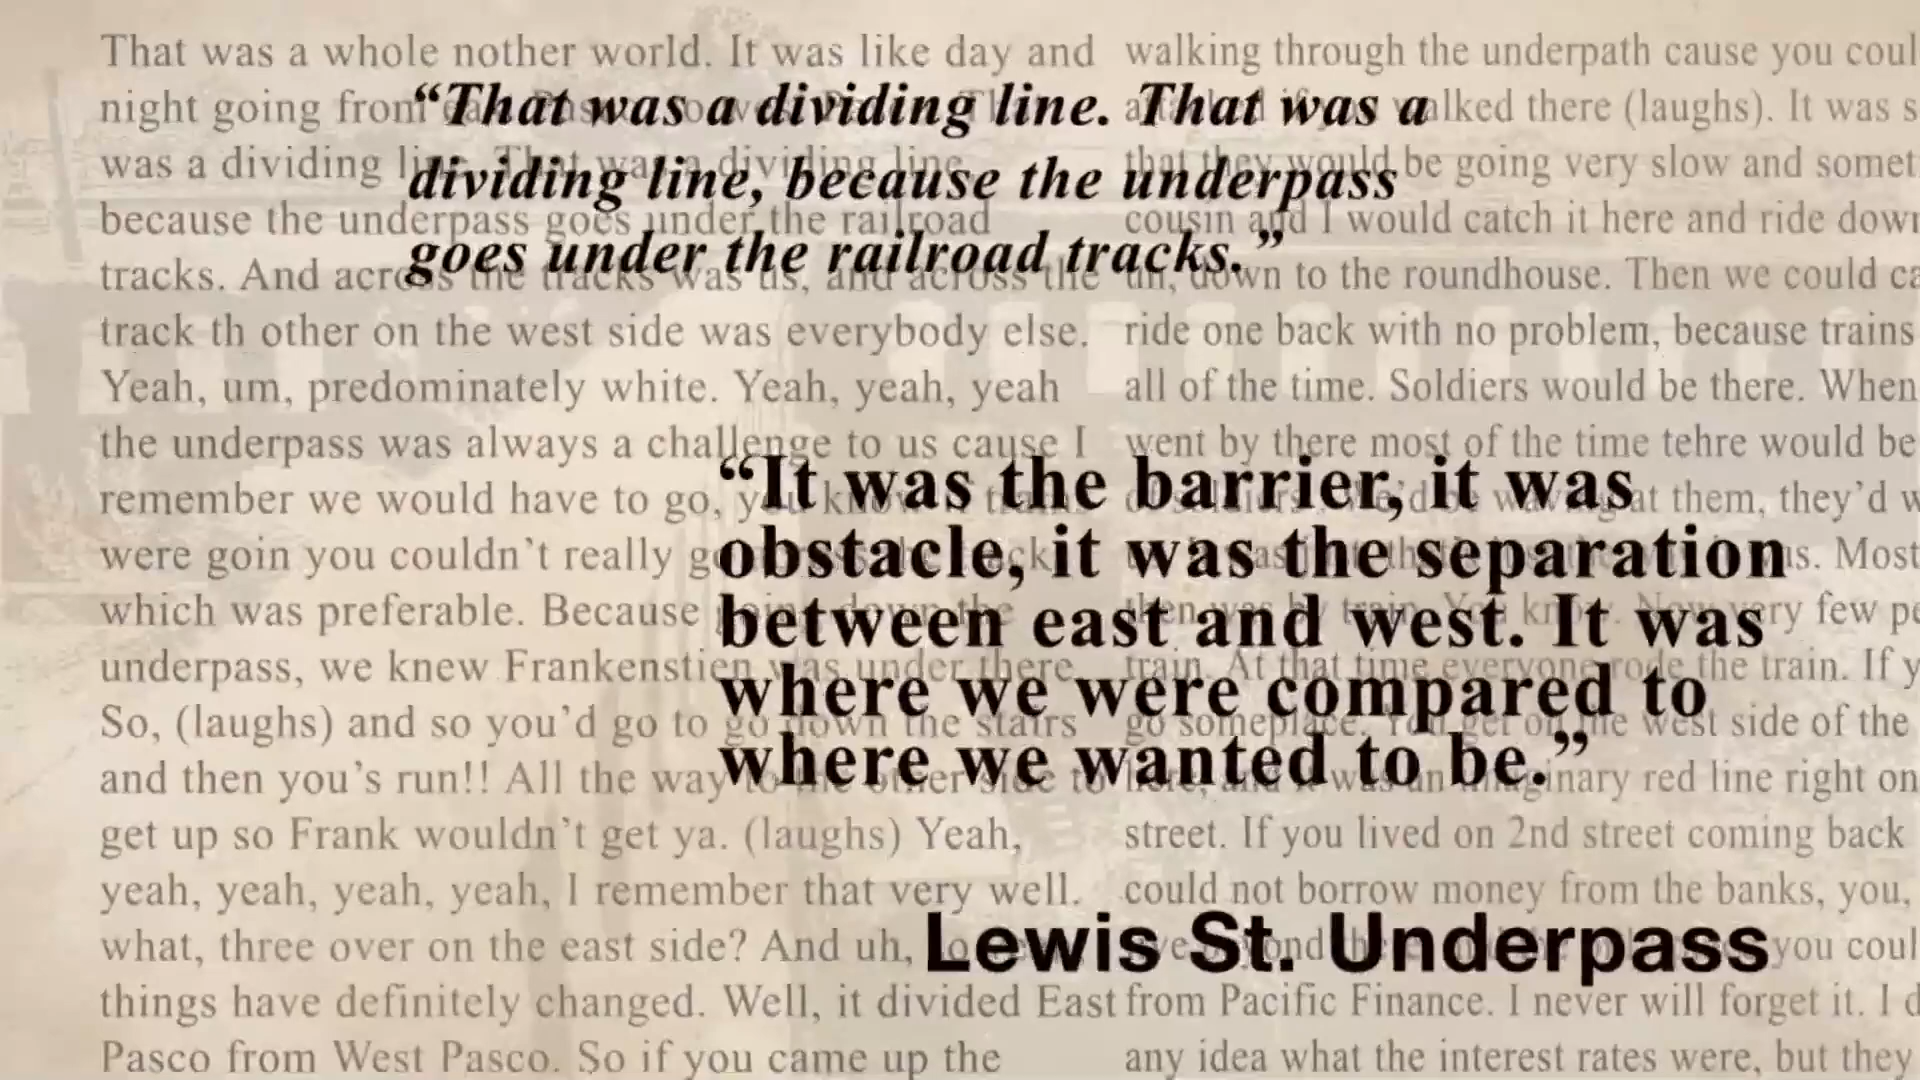 “That was a dividing line. That was a
dividing line, because the underpass
goes under the railroad tracks.”
“It was the barrier, it was
obstacle, it was the separation
between east and west. It was
where we were compared to
where we wanted to be.”
Lewis St. Underpass
That was a whole nother world. It was like day and
night going from
was a dividing line. That was a dividing line,
because the underpass goes under the railroad
tracks. And across the tracks was us, and across the
track th other on the west side was everybody else.
Yeah, um, predominately white. Yeah, yeah, yeah
the underpass was always a challenge to us cause I
remember we would have to go, you know
were goin you couldn’t really
which was preferable. Because down the
underpass, we knew Frankenstien was under there.
So, (laughs) and so you’d go to go down the stairs
and then you’s run!! All the way to the other side to
get up so Frank wouldn’t get ya. (laughs) Yeah,
yeah, yeah, yeah, yeah, I remember that very well.
what, three over on the east side? And uh,
things have definitely changed. Well, it divided East
Pasco from West Pasco. So if you came up the
walking through the underpath cause you coul
walked there (laughs). It was s
that they would be going very slow and somet
cousin and I would catch it here and ride down
down to the roundhouse. Then we could ca
ride one back with no problem, because trains
all of the time. Soldiers would be there. When
went by there most of the time tehre would be
at them, they’d w
Most
then was by train. You know. Now very few pe
train. At that time everyone rode the train. If y
go someplace. You get on the west side of the
here, and it was an imaginary red line right on
street. If you lived on 2nd street coming back
could not borrow money from the banks, you,
you coul
from Pacific Finance. I never will forget it. I d
any idea what the interest rates were, but they